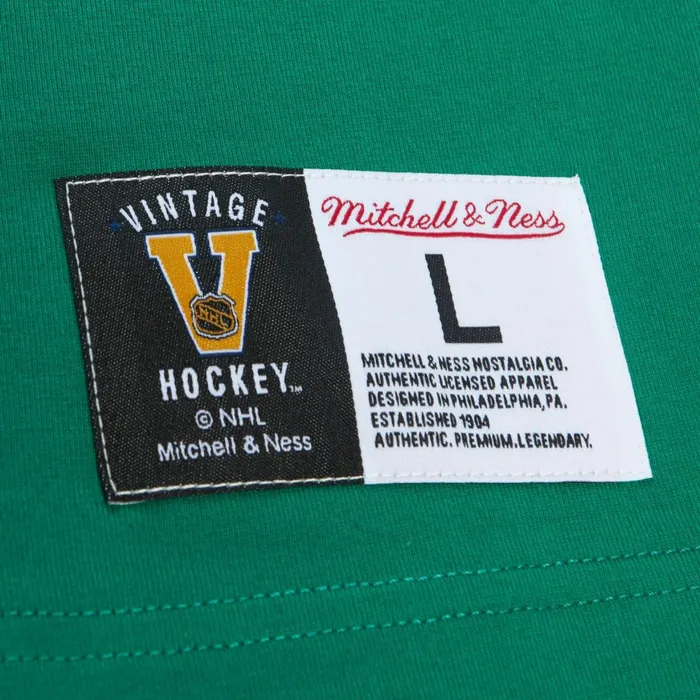 VINTAGE
V
NHL
HOCKEY™
© NHL
Mitchell & Ness
Mitchell & Ness
L
MITCHELL & NESS NOSTALGIA CO.
AUTHENTIC LICENSED APPAREL
DESIGNED IN PHILADELPHIA, PA.
ESTABLISHED 1904
AUTHENTIC. PREMIUM. LEGENDARY.